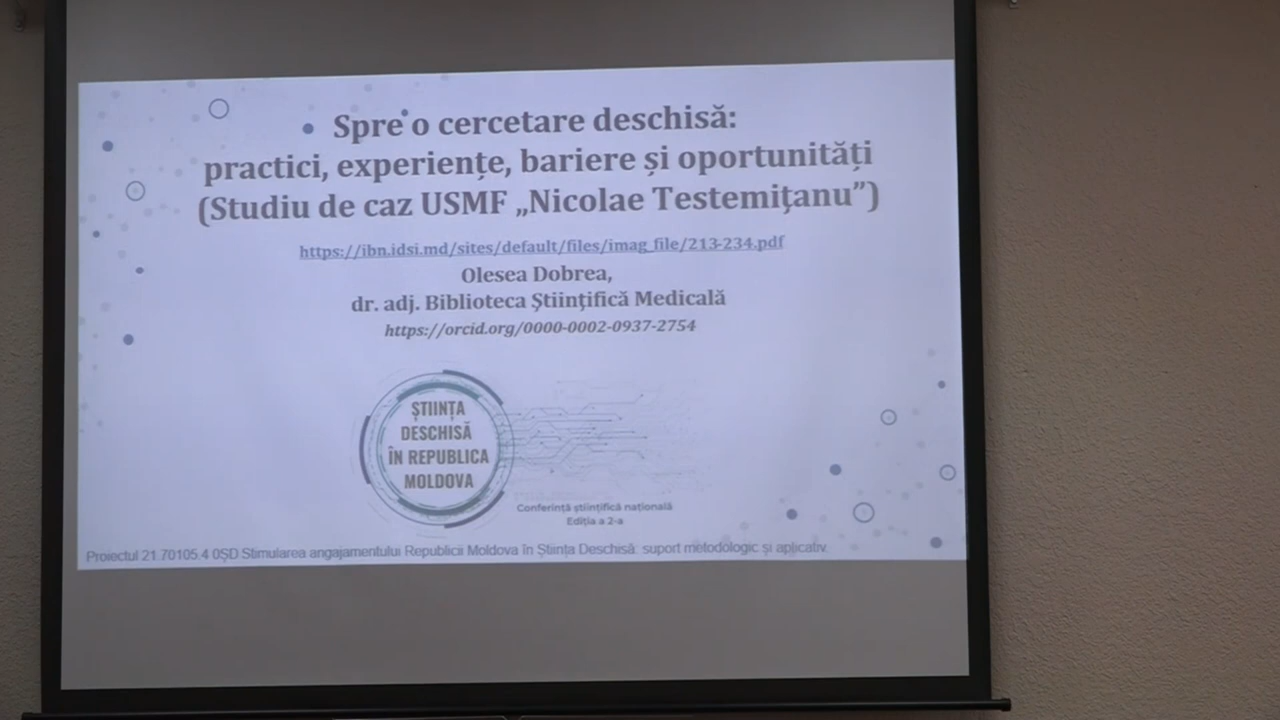 Spre o cercetare deschisă:
practici, experiențe, bariere și oportunități
(Studiu de caz USMF „Nicolae Testemiţanu”)
https://ibn.idsi.md/sites/default/files/imag_file/213-234.pdf
Olesea Dobrea,
dr. adj. Biblioteca Ştiinţifică Medicală
https://orcid.org/0000-0002-0937-2754
ȘTIINȚA
DESCHISĂ
ÎN REPUBLICA
MOLDOVA
Conferință științifică națională
Ediția a 2-a
Proiectul 21.70105.4 0ȘD Stimularea angajamentului Republicii Moldova în Știința Deschisă: suport metodologic și aplicativ